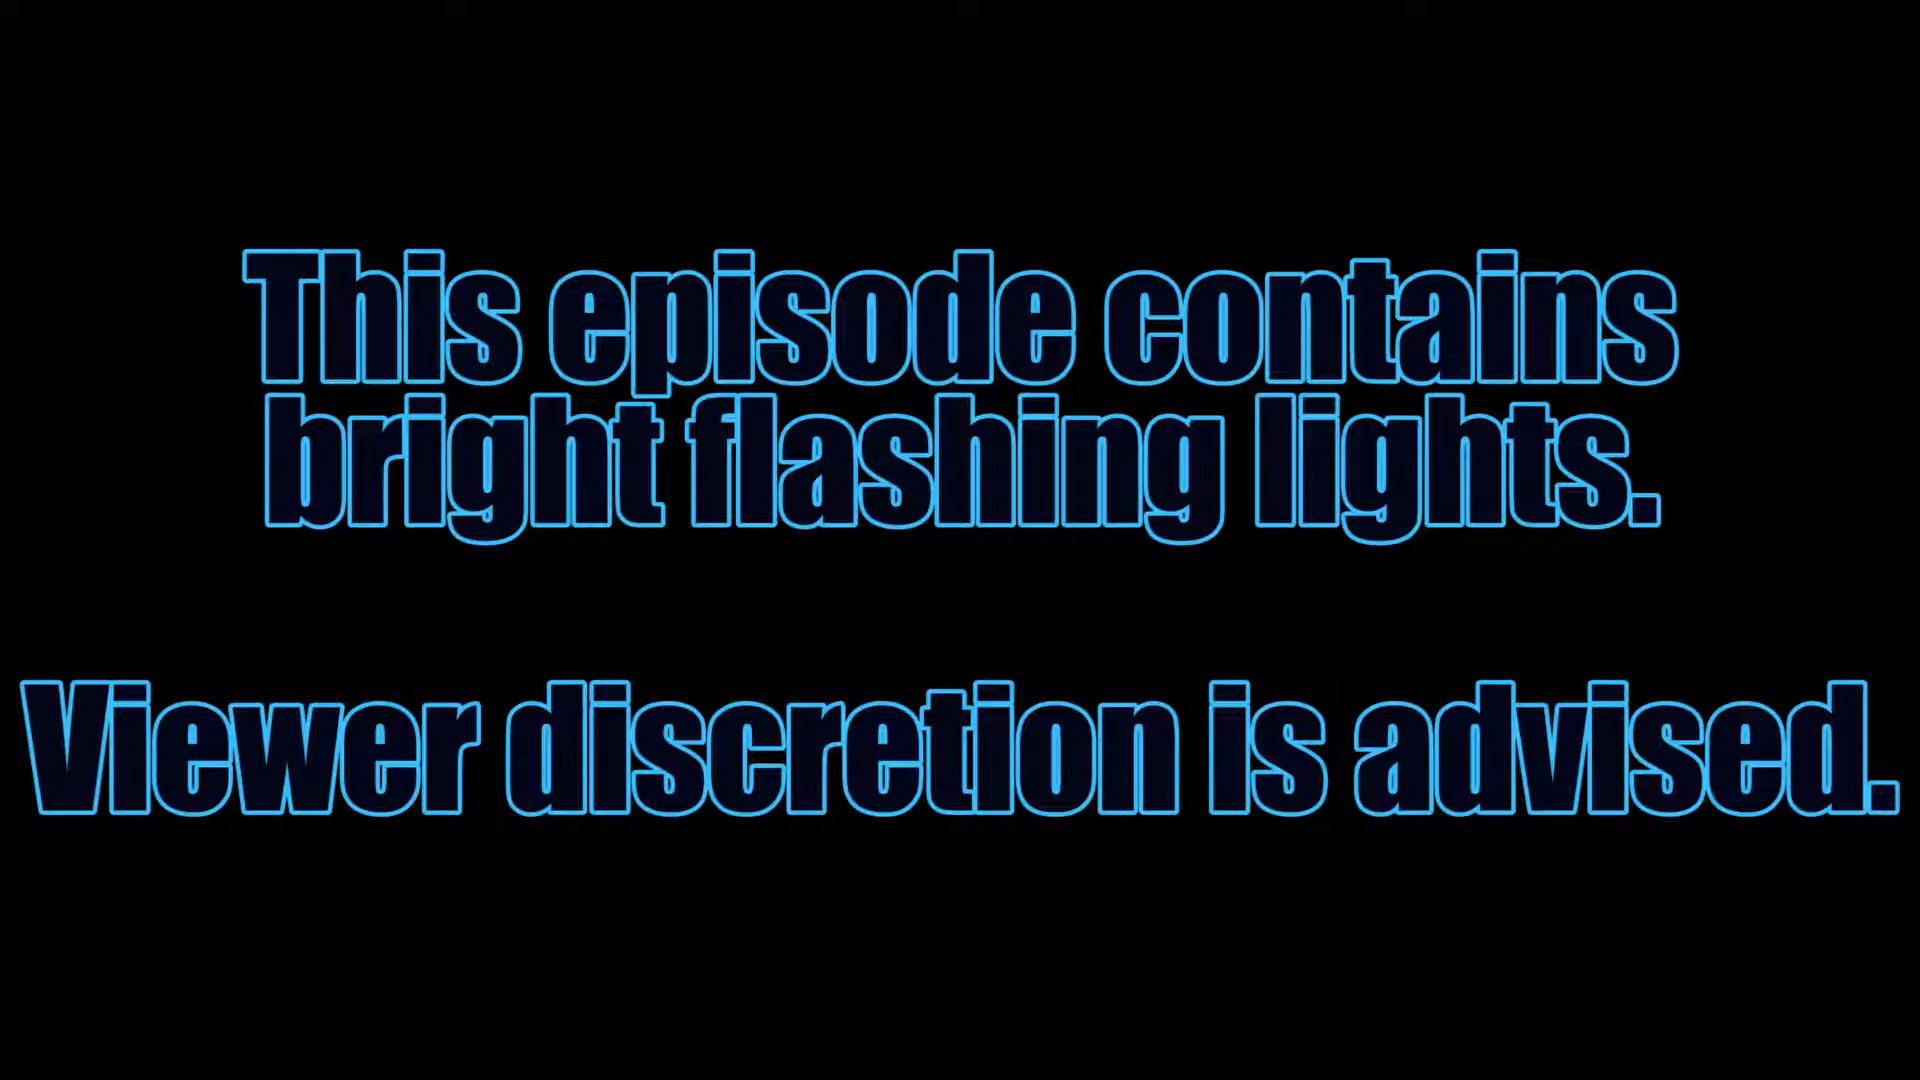 This episode contains
bright flashing lights.
Viewer discretion is advised.